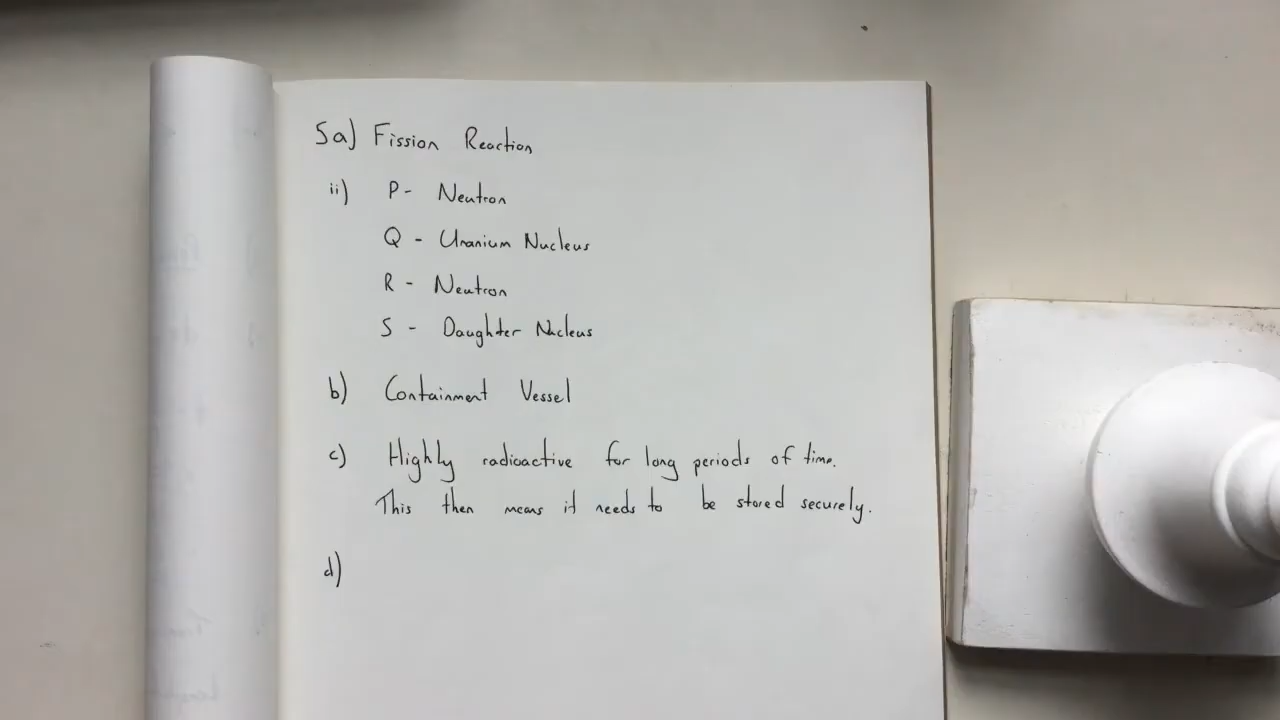 5a) Fission Reaction
ii) P - Neutron
Q - Uranium Nucleus
R - Neutron
S - Daughter Nucleus
b) Containment Vessel
c) Highly radioactive for long periods of time.
This then means it needs to be stored securely.
d)